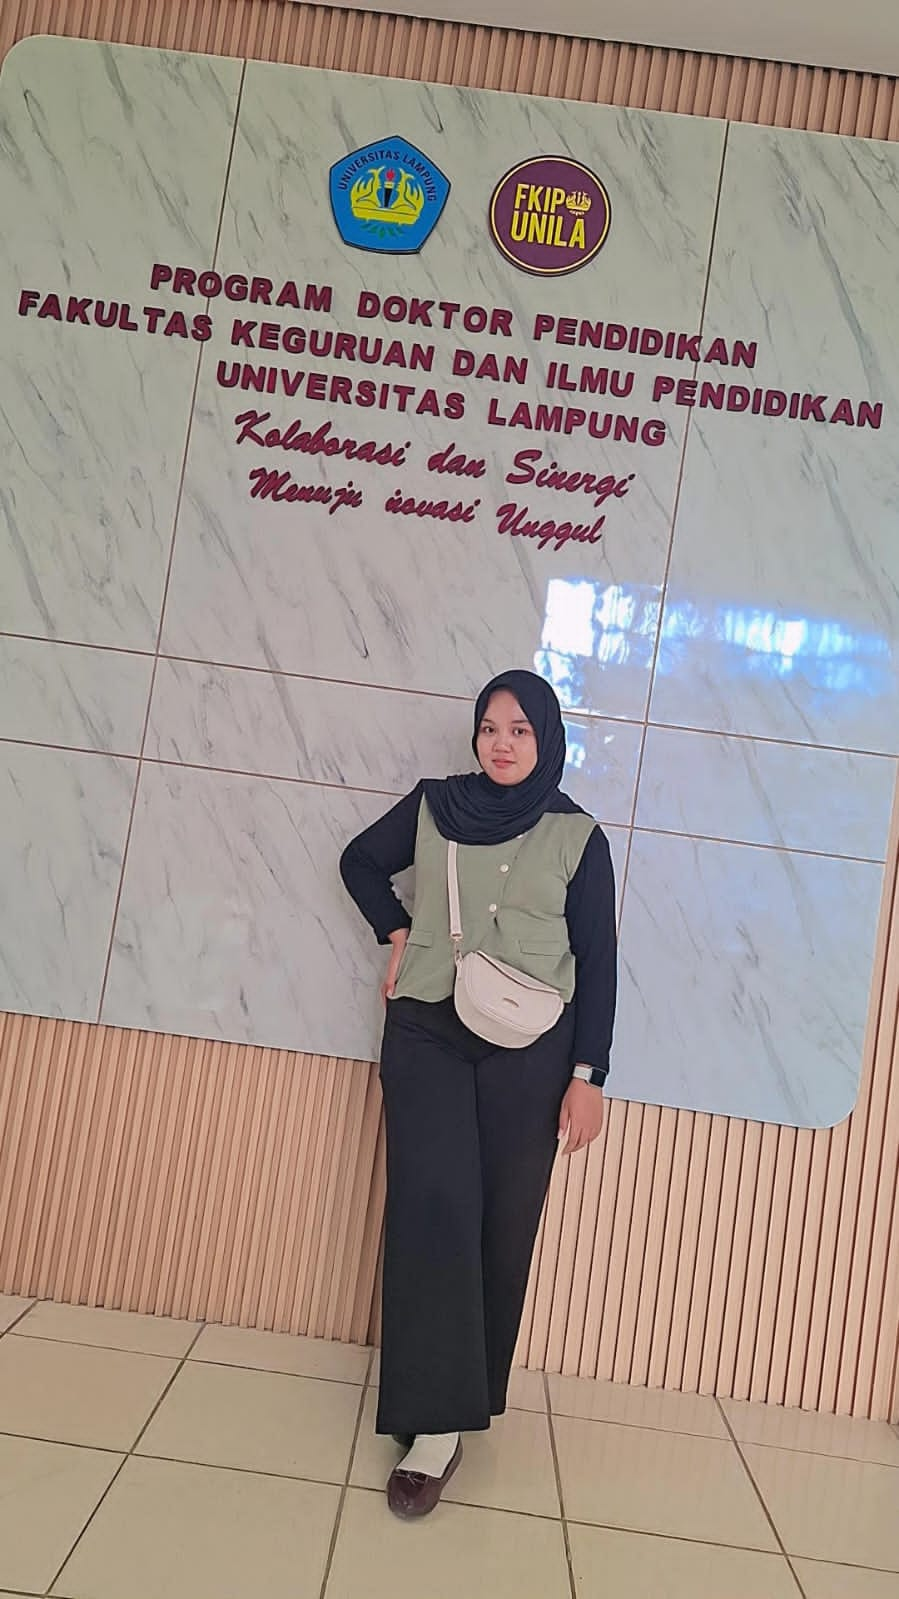 UNIVERSITAS LAMPUNG
FKIP
UNILA
PROGRAM DOKTOR PENDIDIKAN
FAKULTAS KEGURUAN DAN ILMU PENDIDIKAN
UNIVERSITAS LAMPUNG
Kolaborasi dan Sinergi
Menuju inovasi Unggul